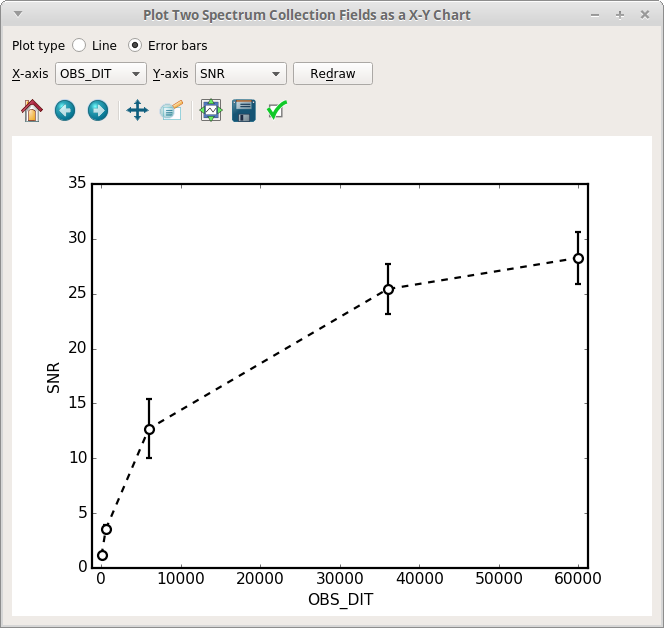 Plot Two Spectrum Collection Fields as a X-Y Chart
Plot type Line Error bars
X-axis OBS_DIT Y-axis SNR Redraw
35
30
25
20
15
10
5
0
SNR
0 10000 20000 30000 40000 50000 60000
OBS_DIT